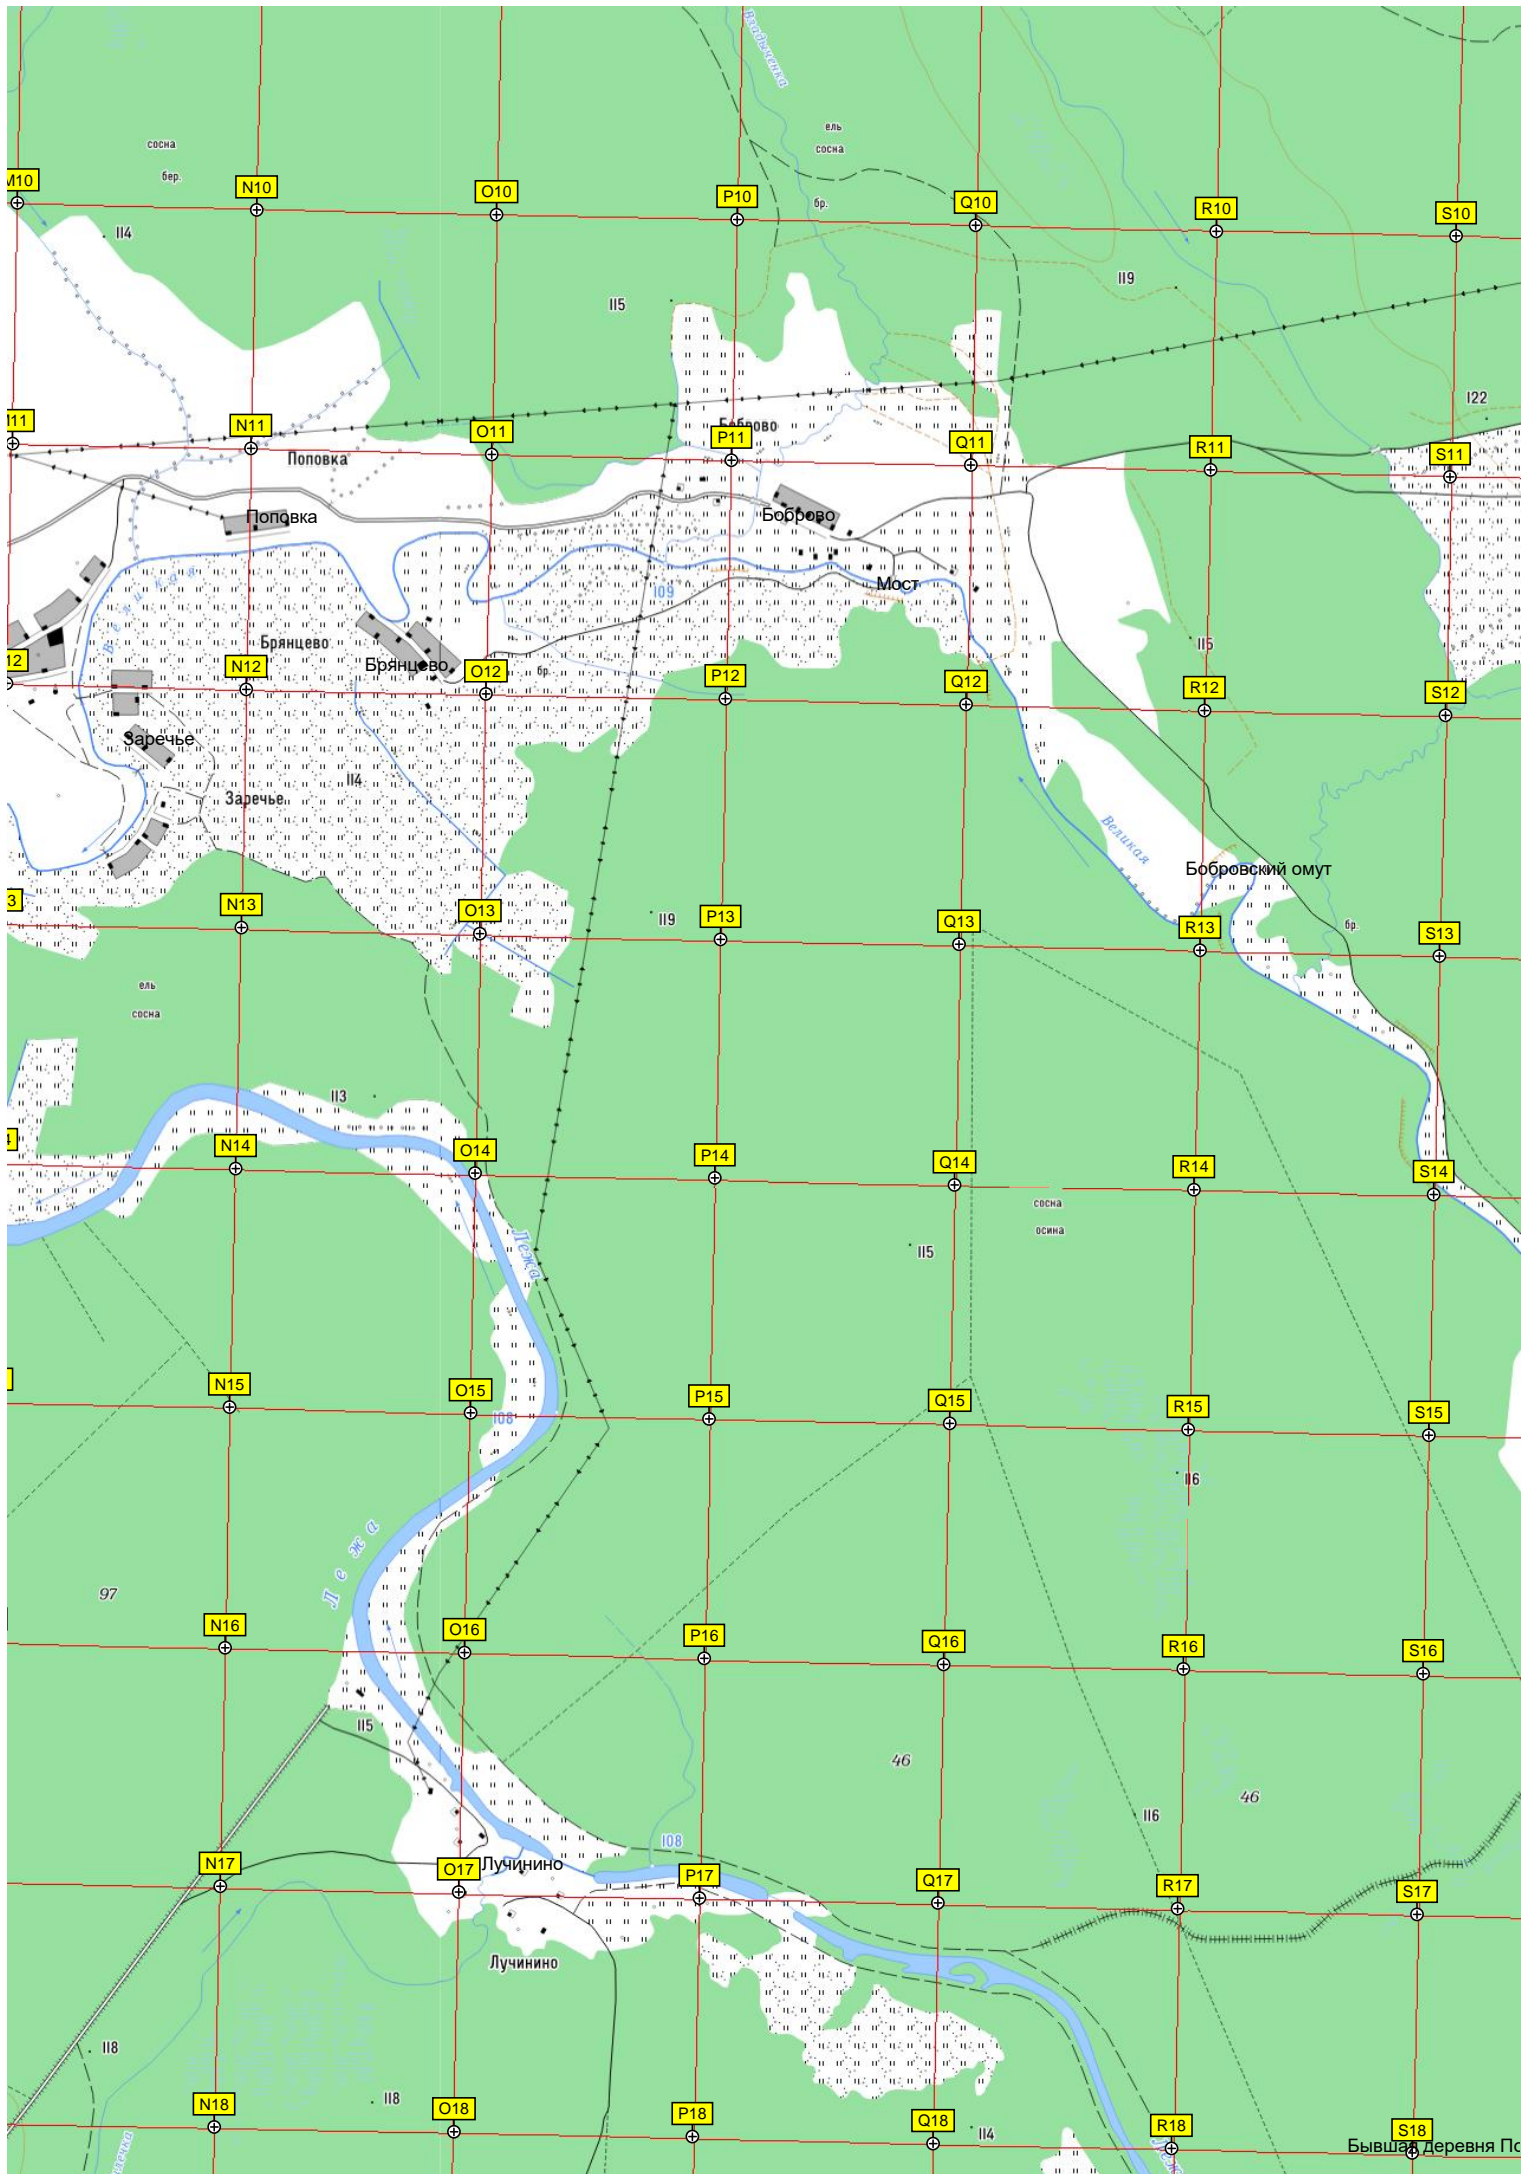 Владыченка
ель
сосна
сосна
бер.
бр.
M10
N10
O10
P10
Q10
R10
S10
114
115
119
122
N11
O11
Боброво
P11
Q11
R11
S11
Поповка
Поповка
Боброво
Мост
109
Великая
Брянцево
Брянцево
бр.
115
12
N12
O12
P12
Q12
R12
S12
Заречье
114
Заречье
Великая
Бобровский омут
3
N13
O13
119
P13
Q13
R13
бр.
S13
ель
сосна
113
N14
O14
P14
Q14
R14
S14
сосна
осина
115
Лежа
N15
O15
108
P15
Q15
R15
S15
116
Лежа
97
N16
O16
P16
Q16
R16
S16
115
46
46
116
108
N17
O17
Лучинино
P17
Q17
R17
S17
Лучинино
118
118
N18
O18
P18
Q18
114
R18
S18
Бывшая деревня По